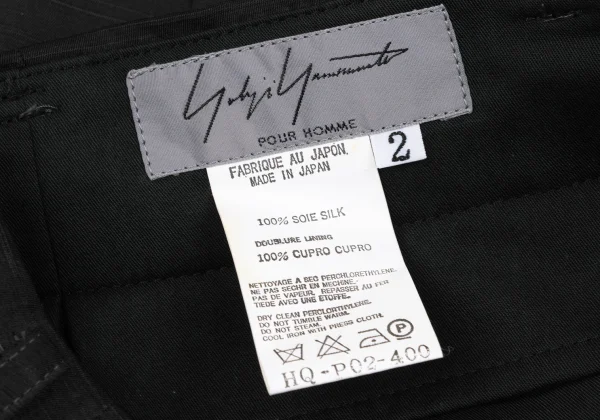 Yohji Yamamoto
POUR HOMME
2
FABRIQUE AU JAPON.
MADE IN JAPAN
100% SOIE SILK
DOUBLURE LINING
100% CUPRO CUPRO
NETTOYAGE A SEC PERCHLORETHYLENE.
NE PAS SECHR EN MECHINE.
PAS DE VAPEUR, REPASSER AU FER
TIEDE AVEC UNE ETOFFE.
DRY CLEAN PERCLORTHYLENE.
DO NOT TUMBLE WARM.
DO NOT STEAM.
COOL IRON WITH PRESS CLOTH.
P
HQ-P02-400